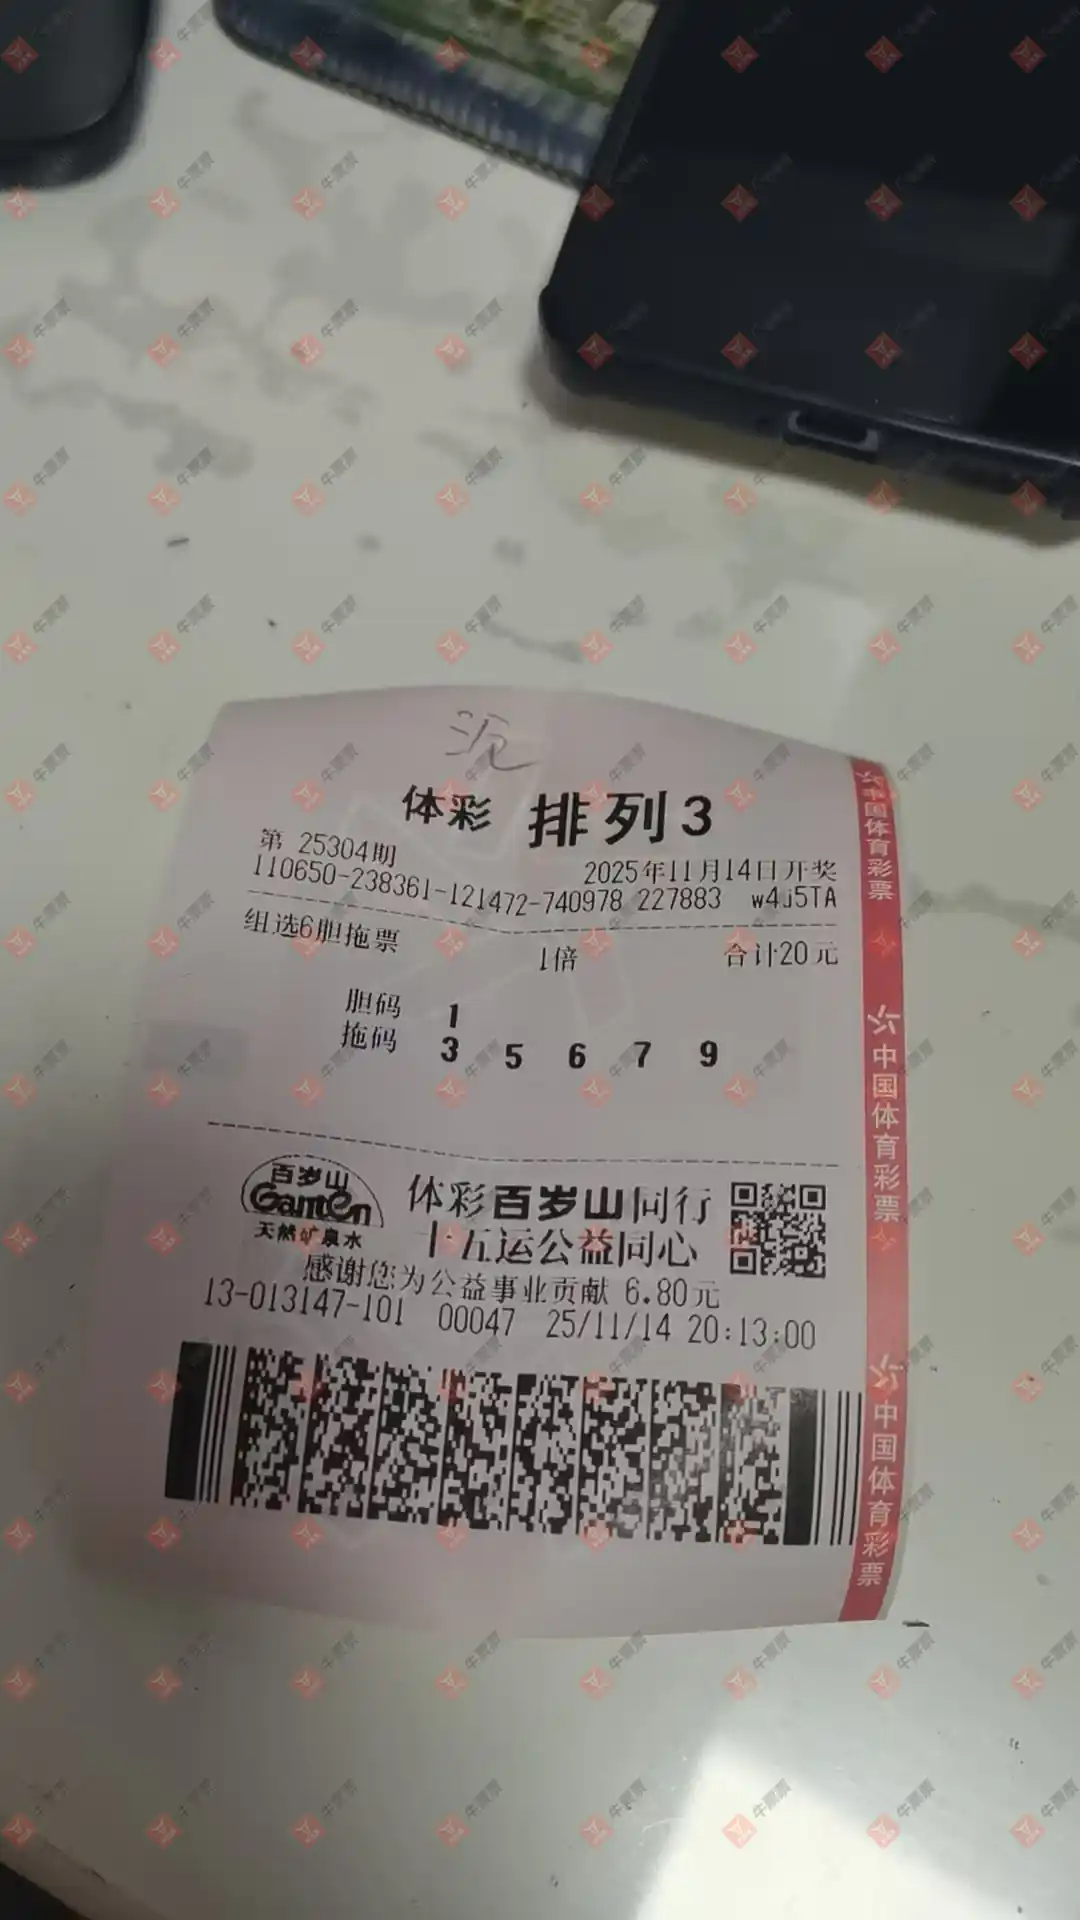 体彩 排列3
第 25304期 2025年11月14日开奖
110650-238361-121472-740978 227883 w4j5TA
组选6胆拖票 1倍 合计20元
胆码 1
拖码 3 5 6 7 9
百岁山
Ganten
天然矿泉水
体彩百岁山同行
十五运公益同心
感谢您为公益事业贡献 6.80元
13-013147-101 00047 25/11/14 20:13:00
中国体育彩票
中国体育彩票
中国体育彩票
牛票票